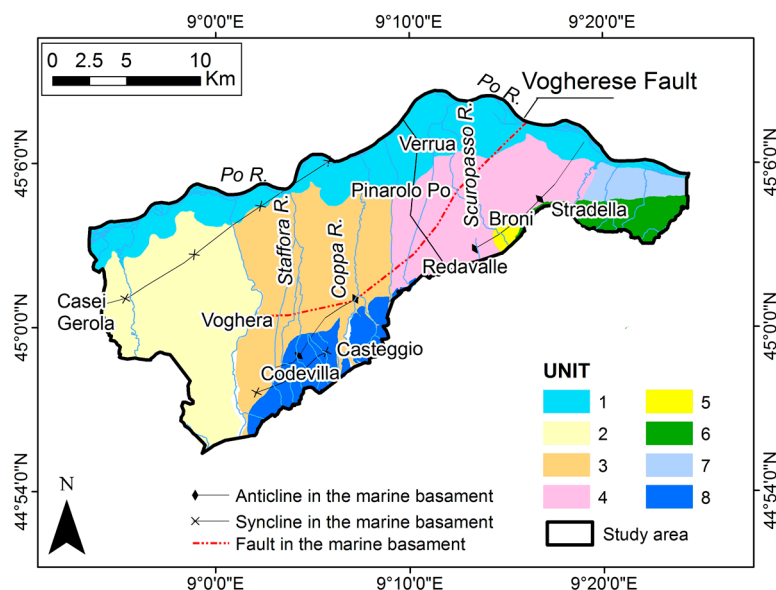 9°0'0"E 9°10'0"E 9°20'0"E
0 2.5 5 10
Km
Po R.
Vogherese Fault
Scuropasso R.
Verrua
45°6'0"N
45°6'0"N
Po R.
Pinarolo Po
Staffora R.
Coppa R.
Broni
Stradella
Redavalle
Casei
Gerola
Voghera
45°0'0"N
45°0'0"N
Casteggio
Codevilla
UNIT
1 5
2 6
3 7
4 8
Study area
N
Anticline in the marine basament
Syncline in the marine basament
Fault in the marine basament
44°54'0"N
44°54'0"N
9°0'0"E 9°10'0"E 9°20'0"E